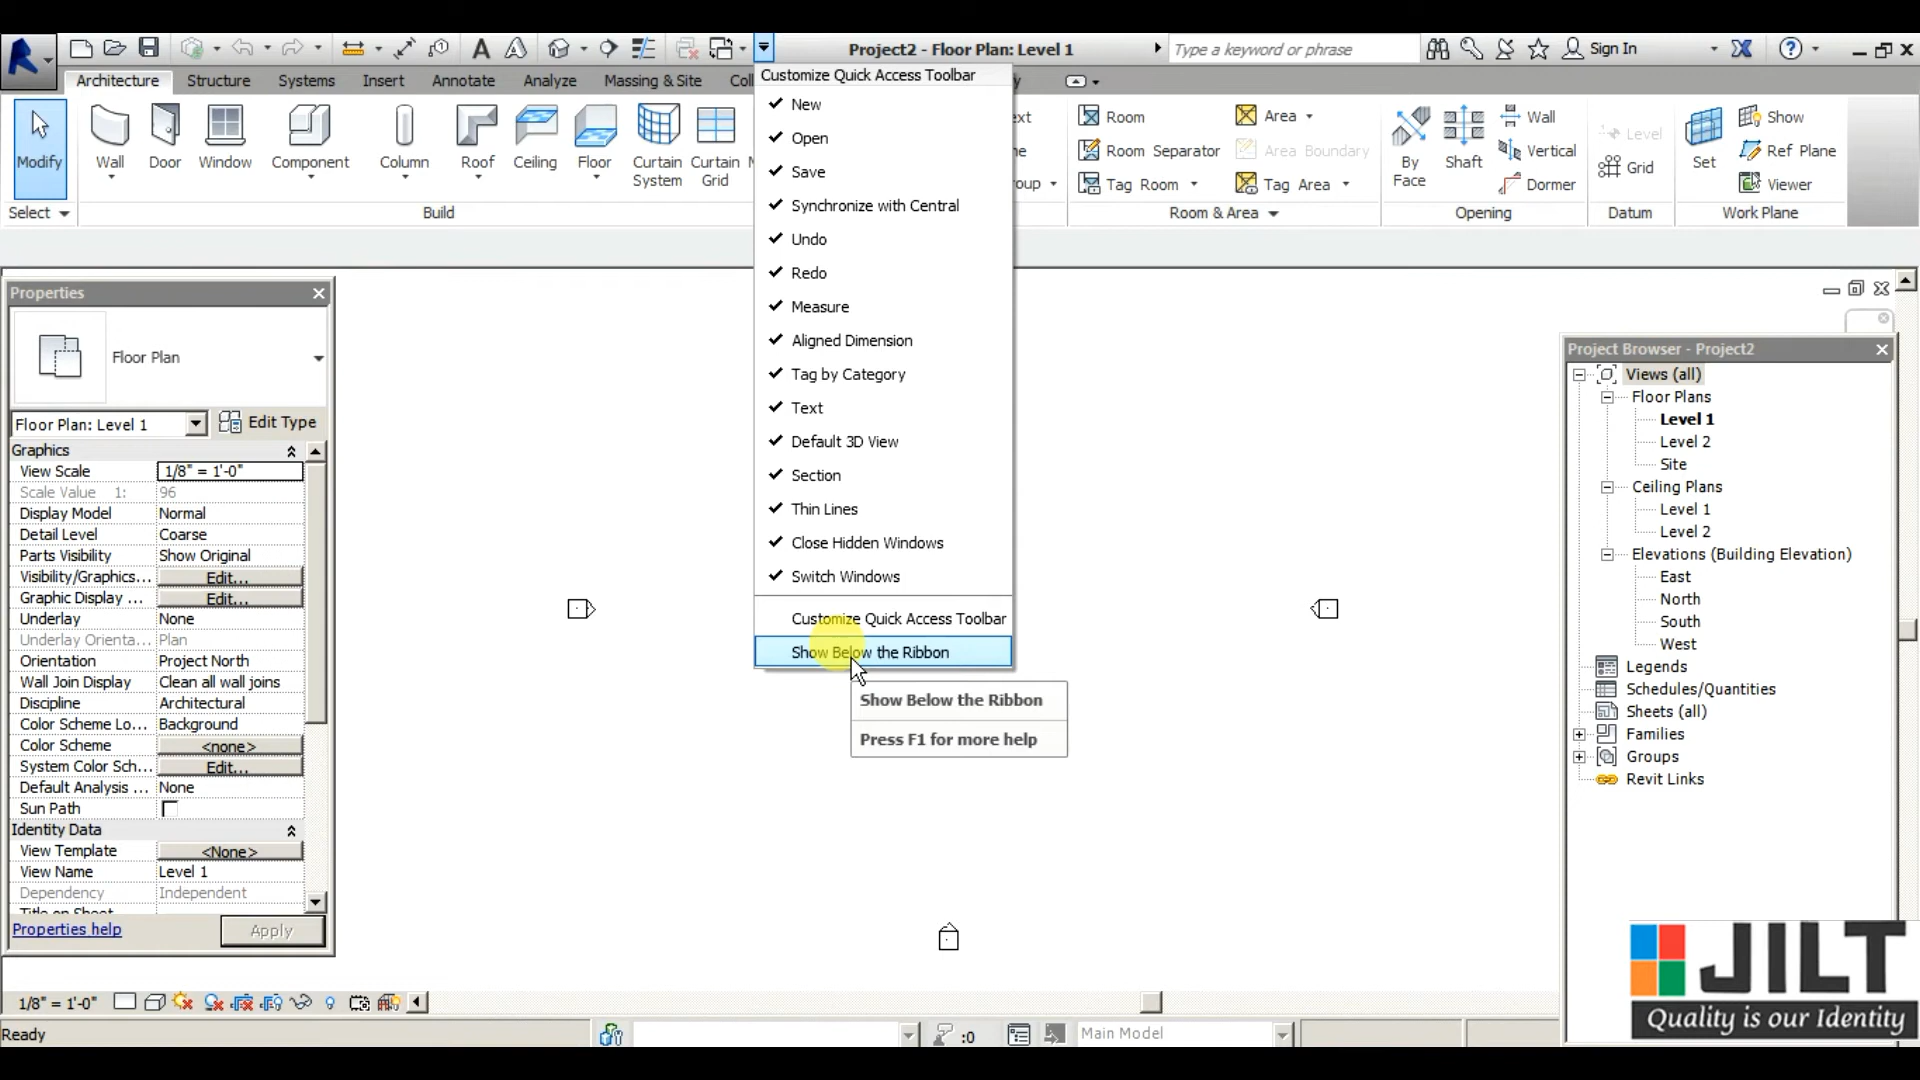 Project2 - Floor Plan: Level 1
Type a keyword or phrase
Sign In
Architecture
Structure
Systems
Insert
Annotate
Analyze
Massing & Site
Modify
Select
Wall
Door
Window
Component
Column
Roof
Ceiling
Floor
Curtain System
Curtain Grid
Build
Room
Room Separator
Tag Room
Area
Area Boundary
Tag Area
Room & Area
By Face
Shaft
Wall
Vertical
Dormer
Opening
Level
Grid
Datum
Set
Show
Ref Plane
Viewer
Work Plane
Customize Quick Access Toolbar
New
Open
Save
Synchronize with Central
Undo
Redo
Measure
Aligned Dimension
Tag by Category
Text
Default 3D View
Section
Thin Lines
Close Hidden Windows
Switch Windows
Customize Quick Access Toolbar
Show Below the Ribbon
Show Below the Ribbon
Press F1 for more help
Properties
Floor Plan
Floor Plan: Level 1
Edit Type
Graphics
View Scale 1/8" = 1'-0"
Scale Value 1: 96
Display Model Normal
Detail Level Coarse
Parts Visibility Show Original
Visibility/Graphics... Edit...
Graphic Display ... Edit...
Underlay None
Underlay Orienta... Plan
Orientation Project North
Wall Join Display Clean all wall joins
Discipline Architectural
Color Scheme Lo... Background
Color Scheme <none>
System Color Sch... Edit...
Default Analysis ... None
Sun Path
Identity Data
View Template <None>
View Name Level 1
Dependency Independent
Properties help
Apply
Project Browser - Project2
Views (all)
Floor Plans
Level 1
Level 2
Site
Ceiling Plans
Level 1
Level 2
Elevations (Building Elevation)
East
North
South
West
Legends
Schedules/Quantities
Sheets (all)
Families
Groups
Revit Links
JILT
Quality is our Identity
1/8" = 1'-0"
Ready
:0
Main Model